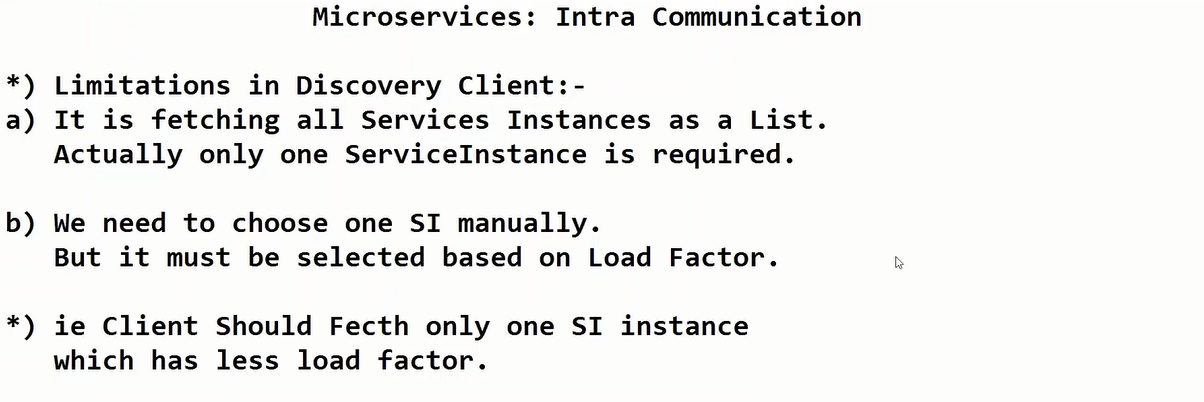 Microservices: Intra Communication
*) Limitations in Discovery Client:-
a) It is fetching all Services Instances as a List.
Actually only one ServiceInstance is required.
b) We need to choose one SI manually.
But it must be selected based on Load Factor.
*) ie Client Should Fecth only one SI instance
which has less load factor.